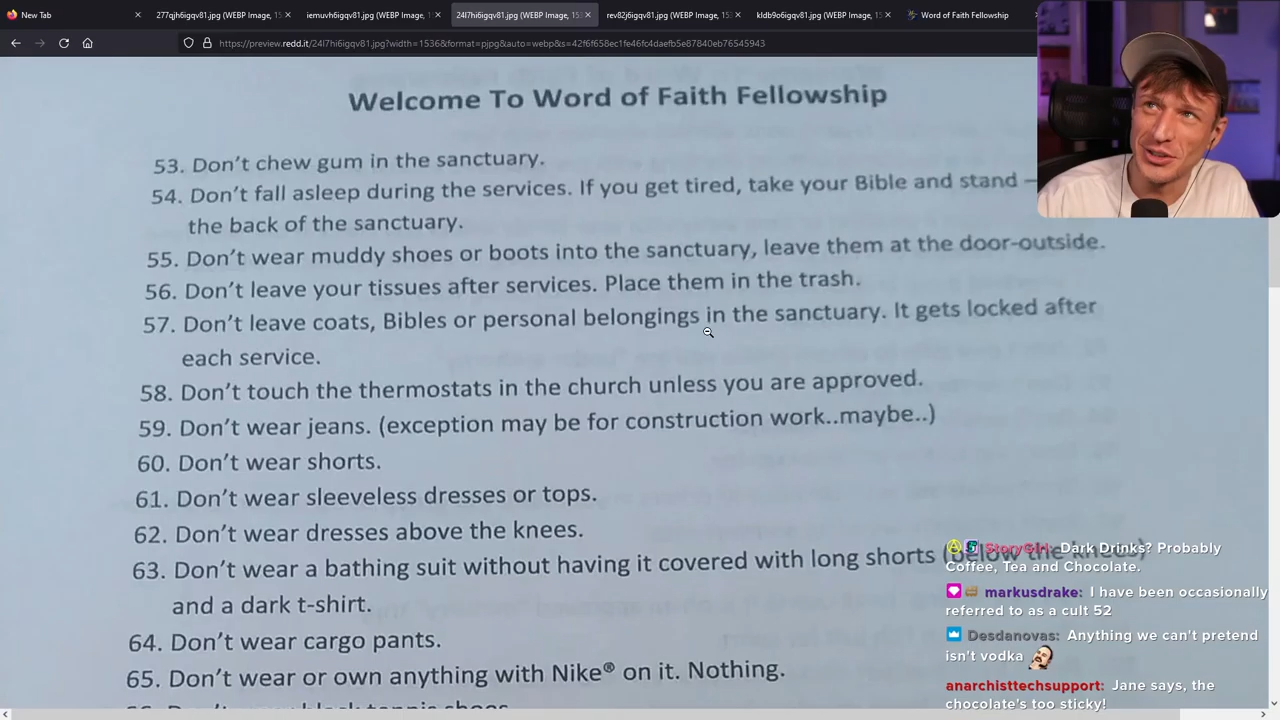 New Tab
277qjh6igqv81.jpg (WEBP Image, 15
iemuvh6igqv81.jpg (WEBP Image, 15
24l7hi6igqv81.jpg (WEBP Image, 15
rev82j6igqv81.jpg (WEBP Image, 15
kldb9o6igqv81.jpg (WEBP Image, 15
Word of Faith Fellowship
https://preview.redd.it/24l7hi6igqv81.jpg?width=1536&format=pjpg&auto=webp&s=42f6f658ec1fe46fc4daefb5e87840eb76545943
Welcome To Word of Faith Fellowship
53. Don't chew gum in the sanctuary.
54. Don't fall asleep during the services. If you get tired, take your Bible and stand –
the back of the sanctuary.
55. Don't wear muddy shoes or boots into the sanctuary, leave them at the door-outside.
56. Don't leave your tissues after services. Place them in the trash.
57. Don't leave coats, Bibles or personal belongings in the sanctuary. It gets locked after
each service.
58. Don't touch the thermostats in the church unless you are approved.
59. Don't wear jeans. (exception may be for construction work..maybe..)
60. Don't wear shorts.
61. Don't wear sleeveless dresses or tops.
62. Don't wear dresses above the knees.
63. Don't wear a bathing suit without having it covered with long shorts (below the knees)
and a dark t-shirt.
64. Don't wear cargo pants.
65. Don't wear or own anything with Nike® on it. Nothing.
Dark Drinks? Probably
Coffee, Tea and Chocolate.
markusdrake: I have been occasionally
referred to as a cult 52
Desdanovas: Anything we can't pretend
isn't vodka
anarchisttechsupport: Jane says, the
chocolate's too sticky!